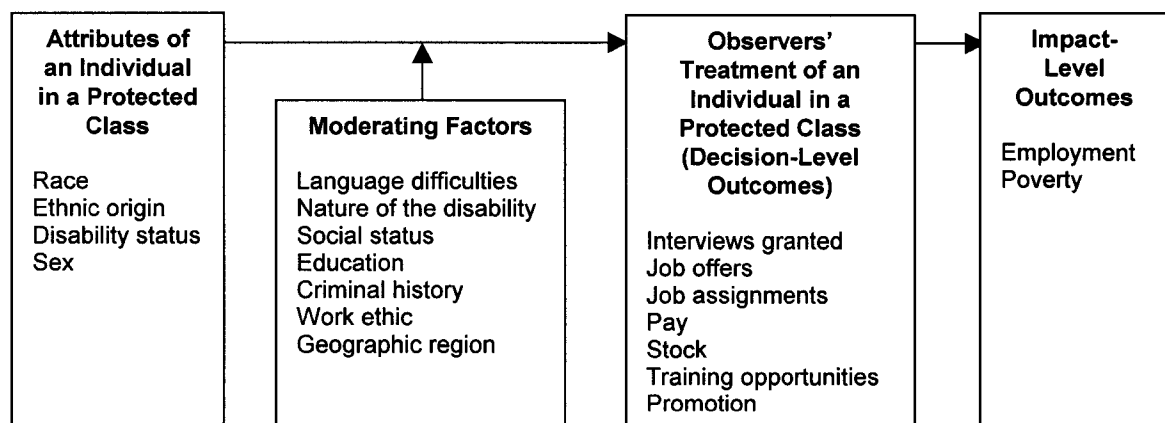 Attributes of
an Individual
in a Protected
Class
Race
Ethnic origin
Disability status
Sex
Moderating Factors
Language difficulties
Nature of the disability
Social status
Education
Criminal history
Work ethic
Geographic region
Observers'
Treatment of an
Individual in a
Protected Class
(Decision-Level
Outcomes)
Interviews granted
Job offers
Job assignments
Pay
Stock
Training opportunities
Promotion
Impact-
Level
Outcomes
Employment
Poverty